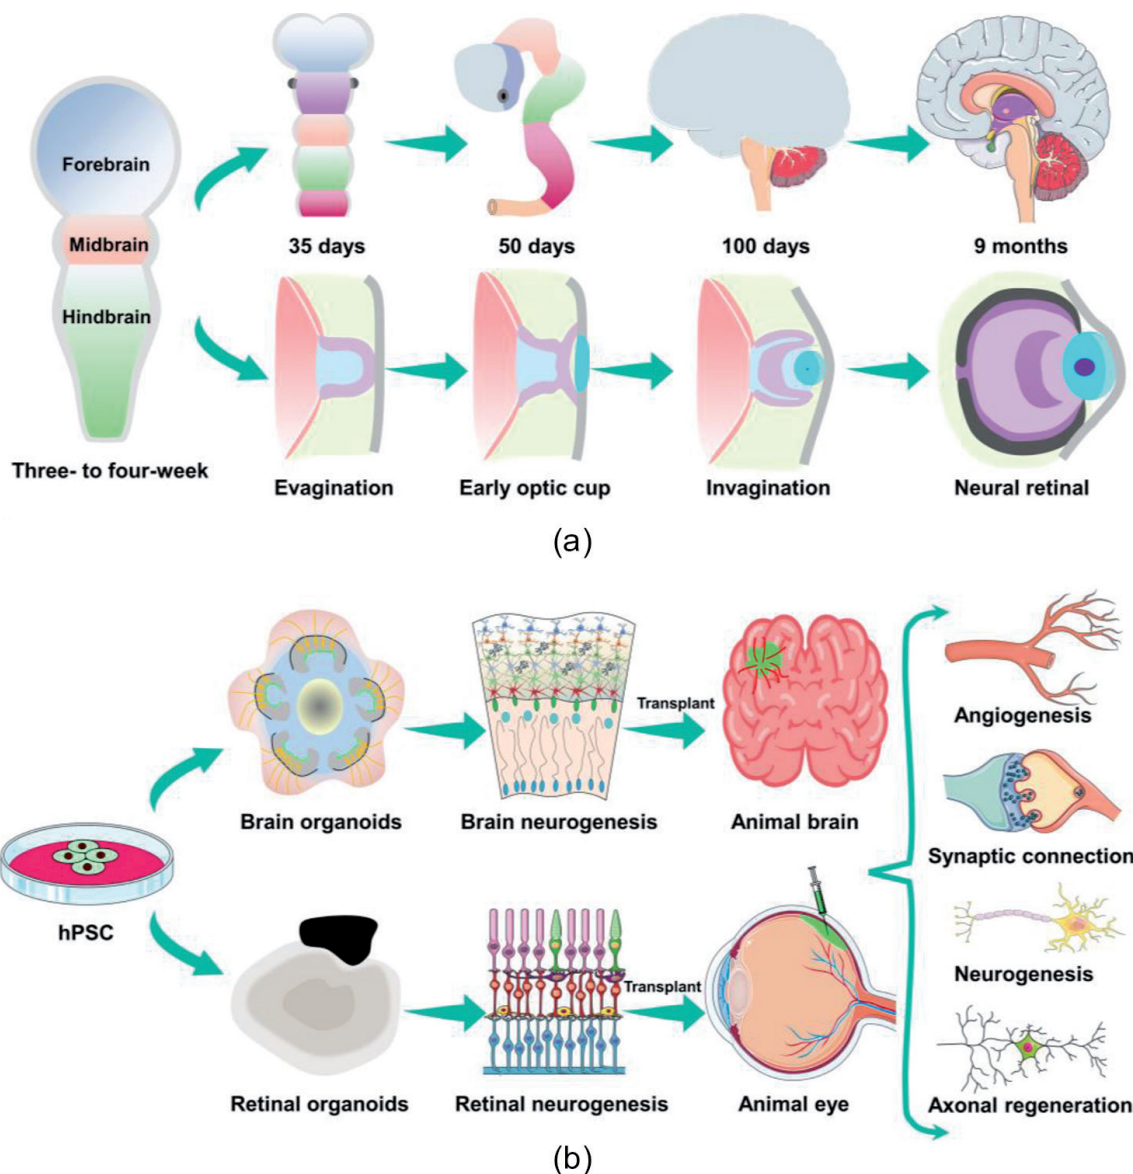 Forebrain
Midbrain
Hindbrain
Three- to four-week
35 days
50 days
100 days
9 months
Evagination
Early optic cup
Invagination
Neural retinal
(a)
hPSC
Brain organoids
Brain neurogenesis
Transplant
Animal brain
Retinal organoids
Retinal neurogenesis
Transplant
Animal eye
Angiogenesis
Synaptic connection
Neurogenesis
Axonal regeneration
(b)